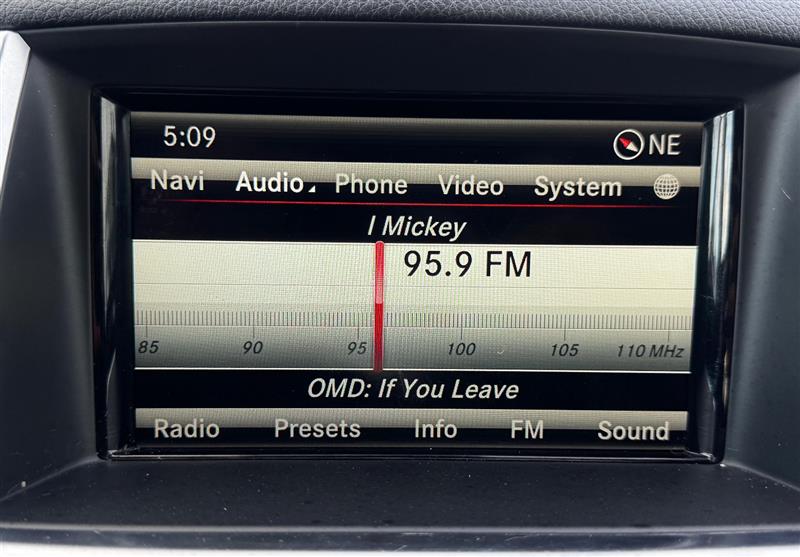 5:09 NE
Navi Audio Phone Video System
I Mickey
95.9 FM
85 90 95 100 105 110 MHz
OMD: If You Leave
Radio Presets Info FM Sound